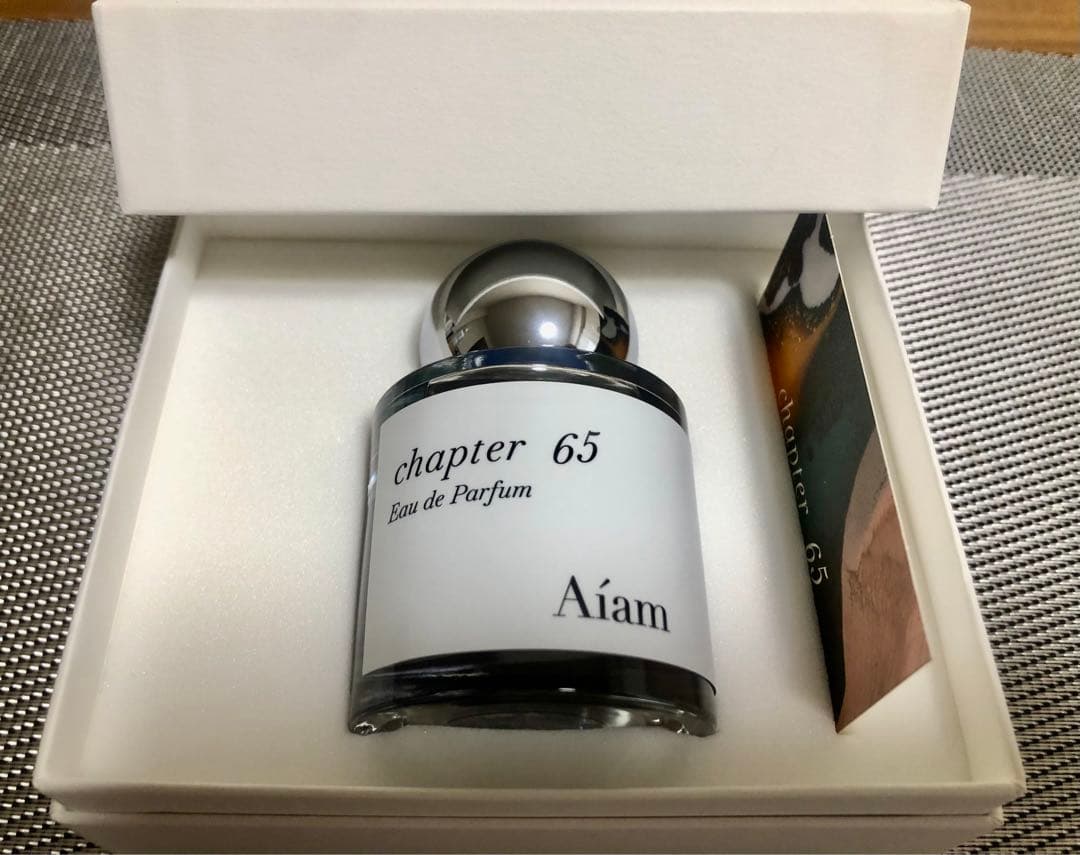 chapter 65
Eau de Parfum
Aíam
chapter 65